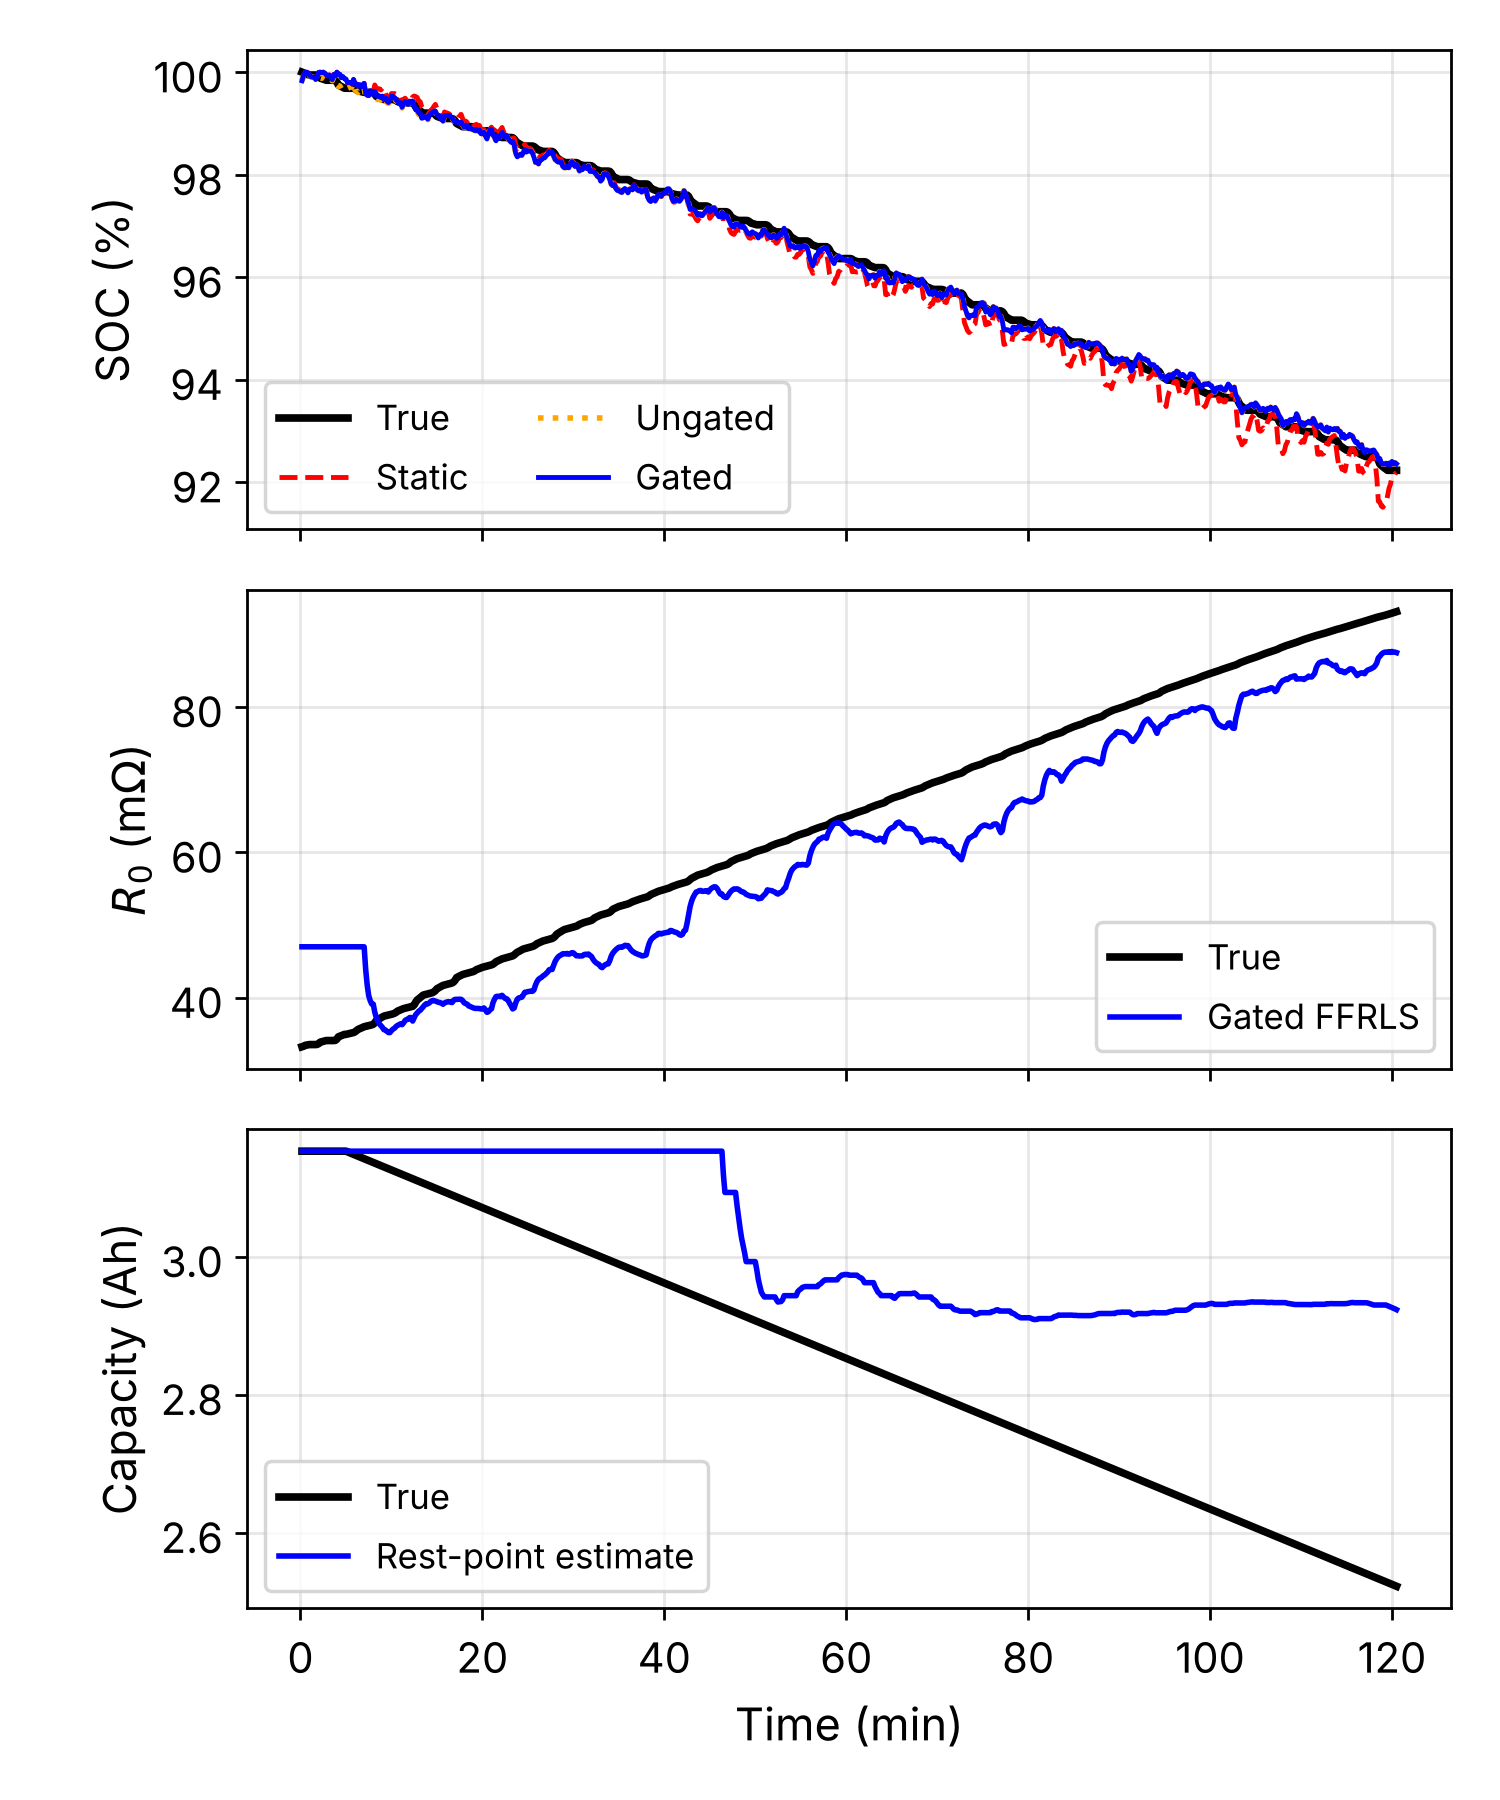 100
98
96
94
92
SOC (%)
True
Static
Ungated
Gated
80
60
40
R₀ (mΩ)
True
Gated FFRLS
3.0
2.8
2.6
Capacity (Ah)
True
Rest-point estimate
0 20 40 60 80 100 120
Time (min)